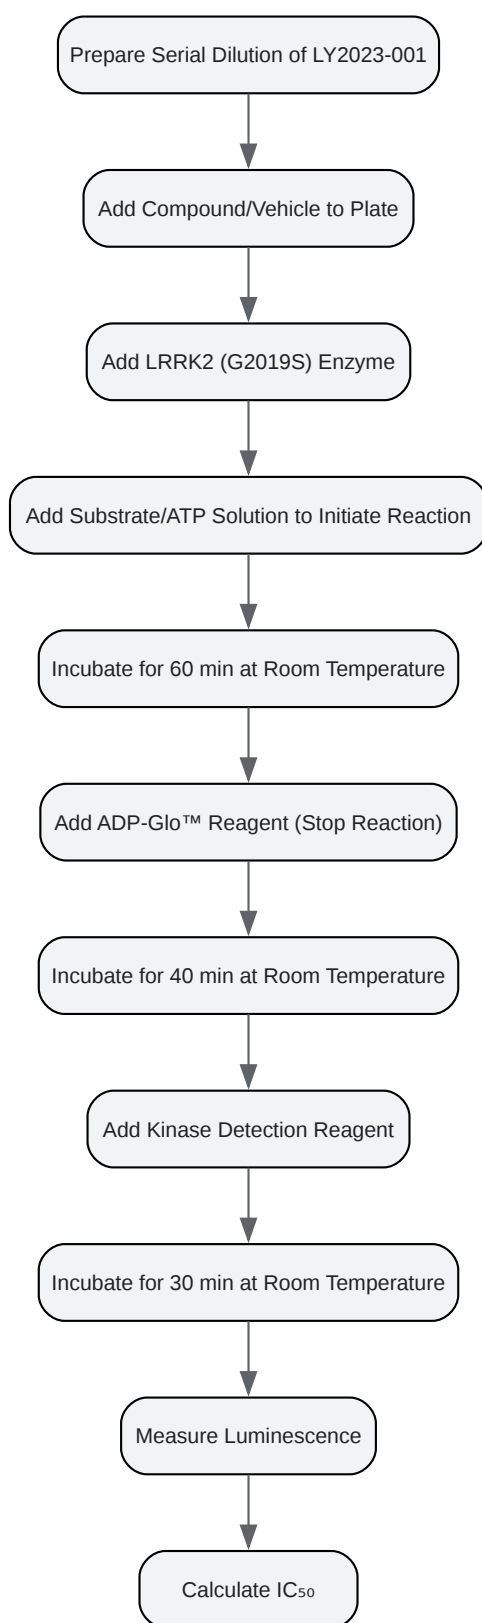 Prepare Serial Dilution of LY2023-001
Add Compound/Vehicle to Plate
Add LRRK2 (G2019S) Enzyme
Add Substrate/ATP Solution to Initiate Reaction
Incubate for 60 min at Room Temperature
Add ADP-Glo™ Reagent (Stop Reaction)
Incubate for 40 min at Room Temperature
Add Kinase Detection Reagent
Incubate for 30 min at Room Temperature
Measure Luminescence
Calculate IC₅₀